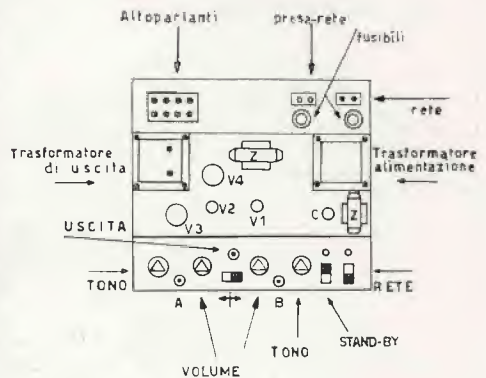 Altoparlanti
presa-rete
fusibili
rete
Trasformatore
di uscita
Z
V4
Trasformatore
alimentazione
V3
V2
V1
C
Z
USCITA
TONO
A
B
RETE
VOLUME
TONO
STAND-BY